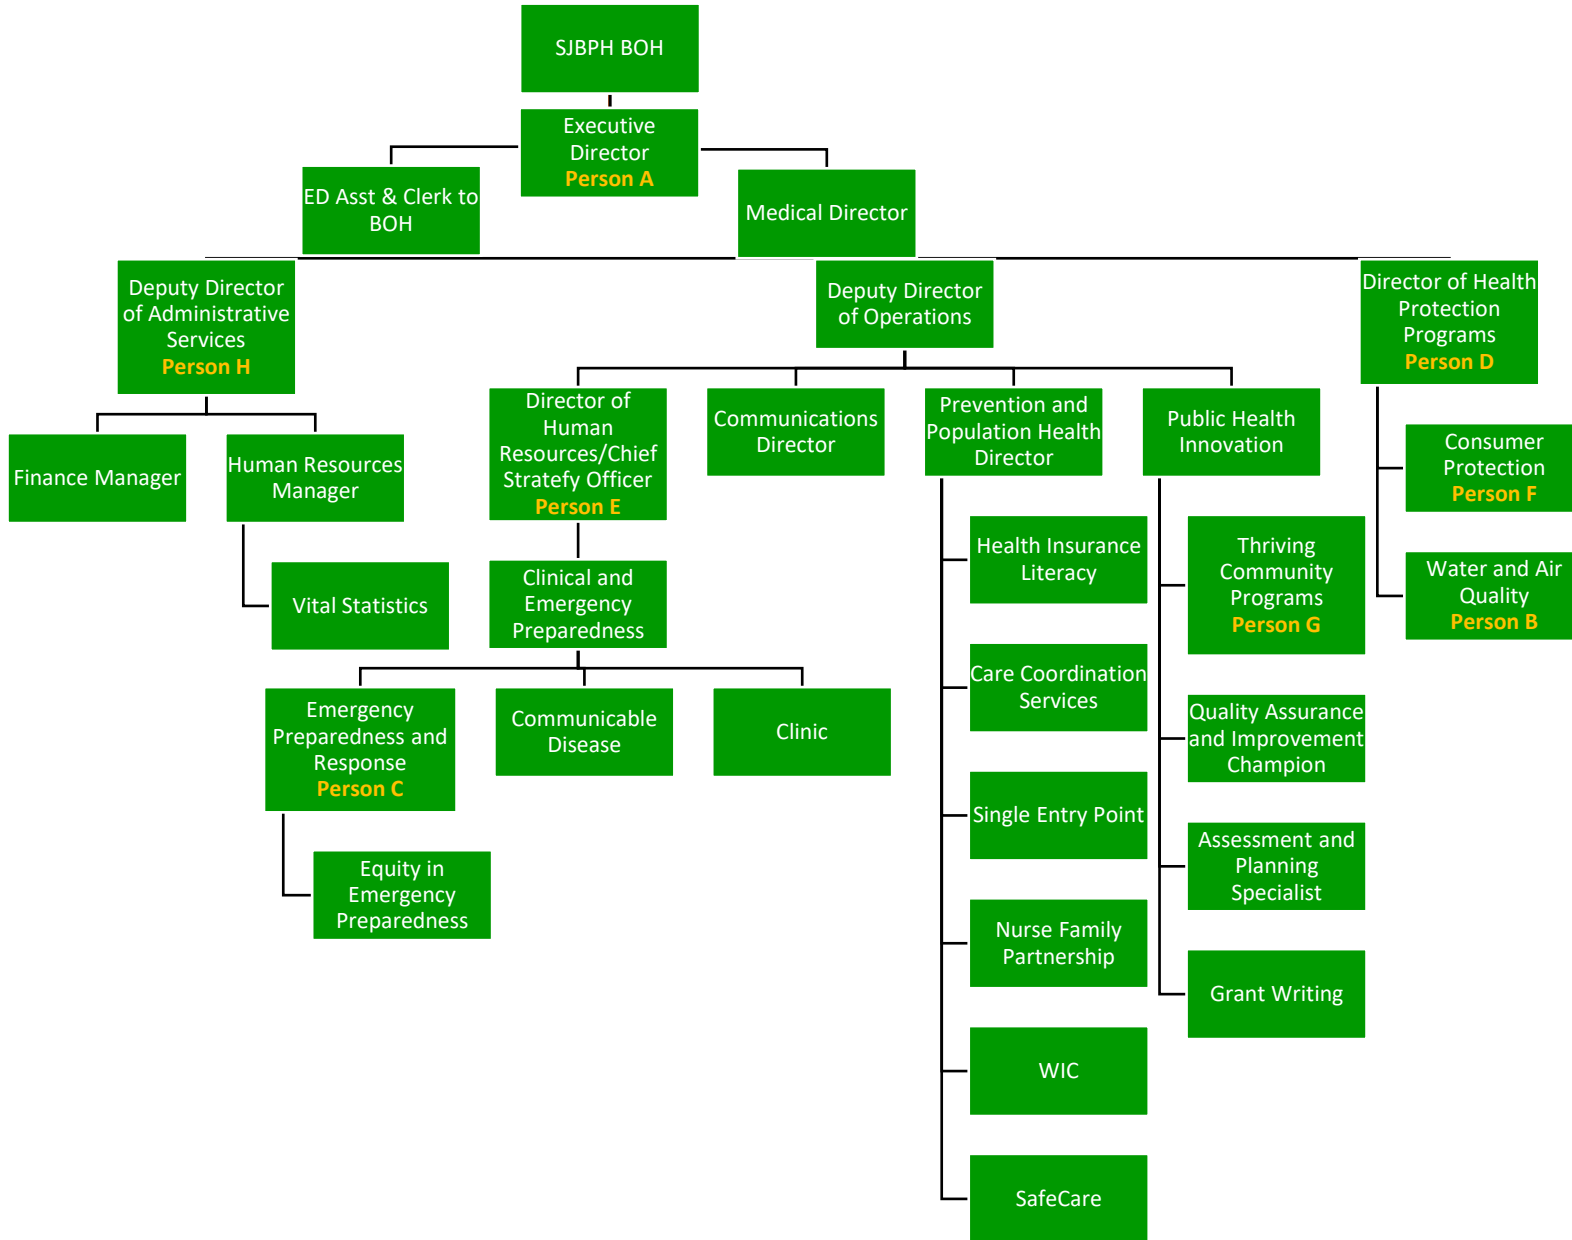 SJBPH BOH
Executive
Director
Person A
ED Asst & Clerk to
BOH
Medical Director
Deputy Director
of Administrative
Services
Person H
Deputy Director
of Operations
Director of Health
Protection
Programs
Person D
Finance Manager
Human Resources
Manager
Vital Statistics
Director of
Human
Resources/Chief
Stratefy Officer
Person E
Communications
Director
Prevention and
Population Health
Director
Public Health
Innovation
Consumer
Protection
Person F
Water and Air
Quality
Person B
Clinical and
Emergency
Preparedness
Emergency
Preparedness and
Response
Person C
Communicable
Disease
Clinic
Equity in
Emergency
Preparedness
Health Insurance
Literacy
Care Coordination
Services
Single Entry Point
Nurse Family
Partnership
WIC
SafeCare
Thriving
Community
Programs
Person G
Quality Assurance
and Improvement
Champion
Assessment and
Planning
Specialist
Grant Writing